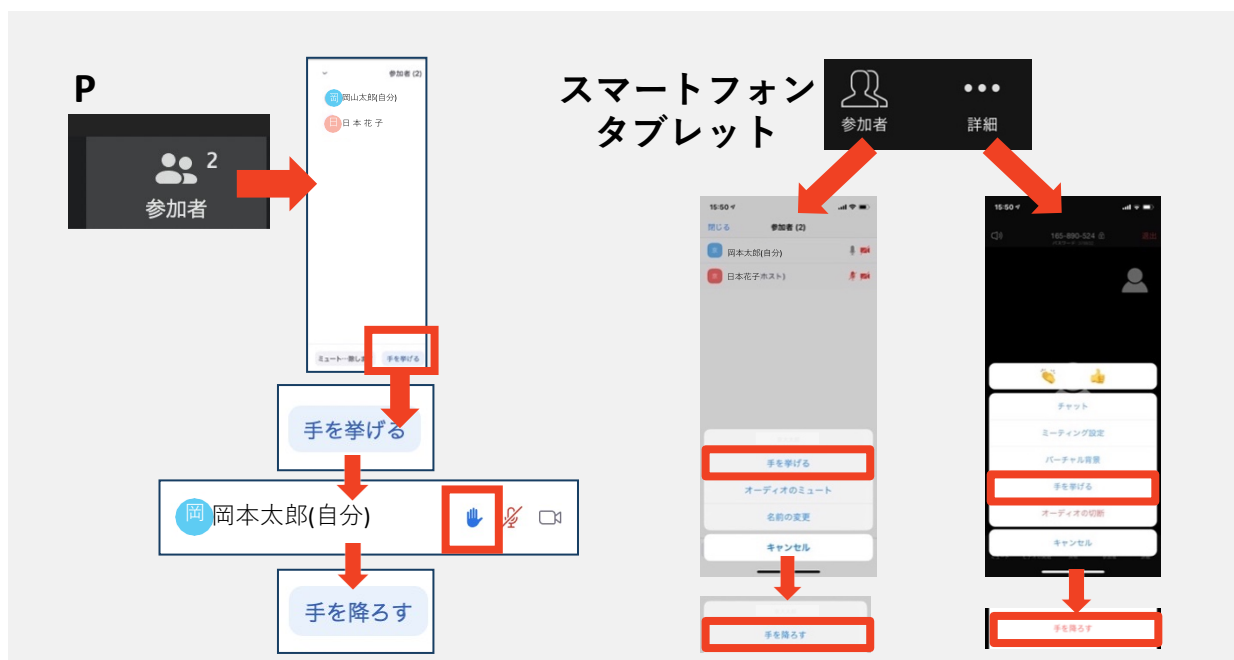 P
2
参加者
参加者 (2)
岡 岡山太郎(自分)
日 日本花子
手を挙げる
手を挙げる
岡 岡本太郎(自分)
手を降ろす
スマートフォン
タブレット
参加者
詳細
15:50
閉じる 参加者 (2)
岡本太郎(自分)
日本花子ホスト)
手を挙げる
オーディオのミュート
名前の変更
キャンセル
手を降ろす
15:50
165-890-524
退出
チャット
ミーティング設定
バーチャル背景
手を挙げる
オーディオの切断
キャンセル
手を降ろす